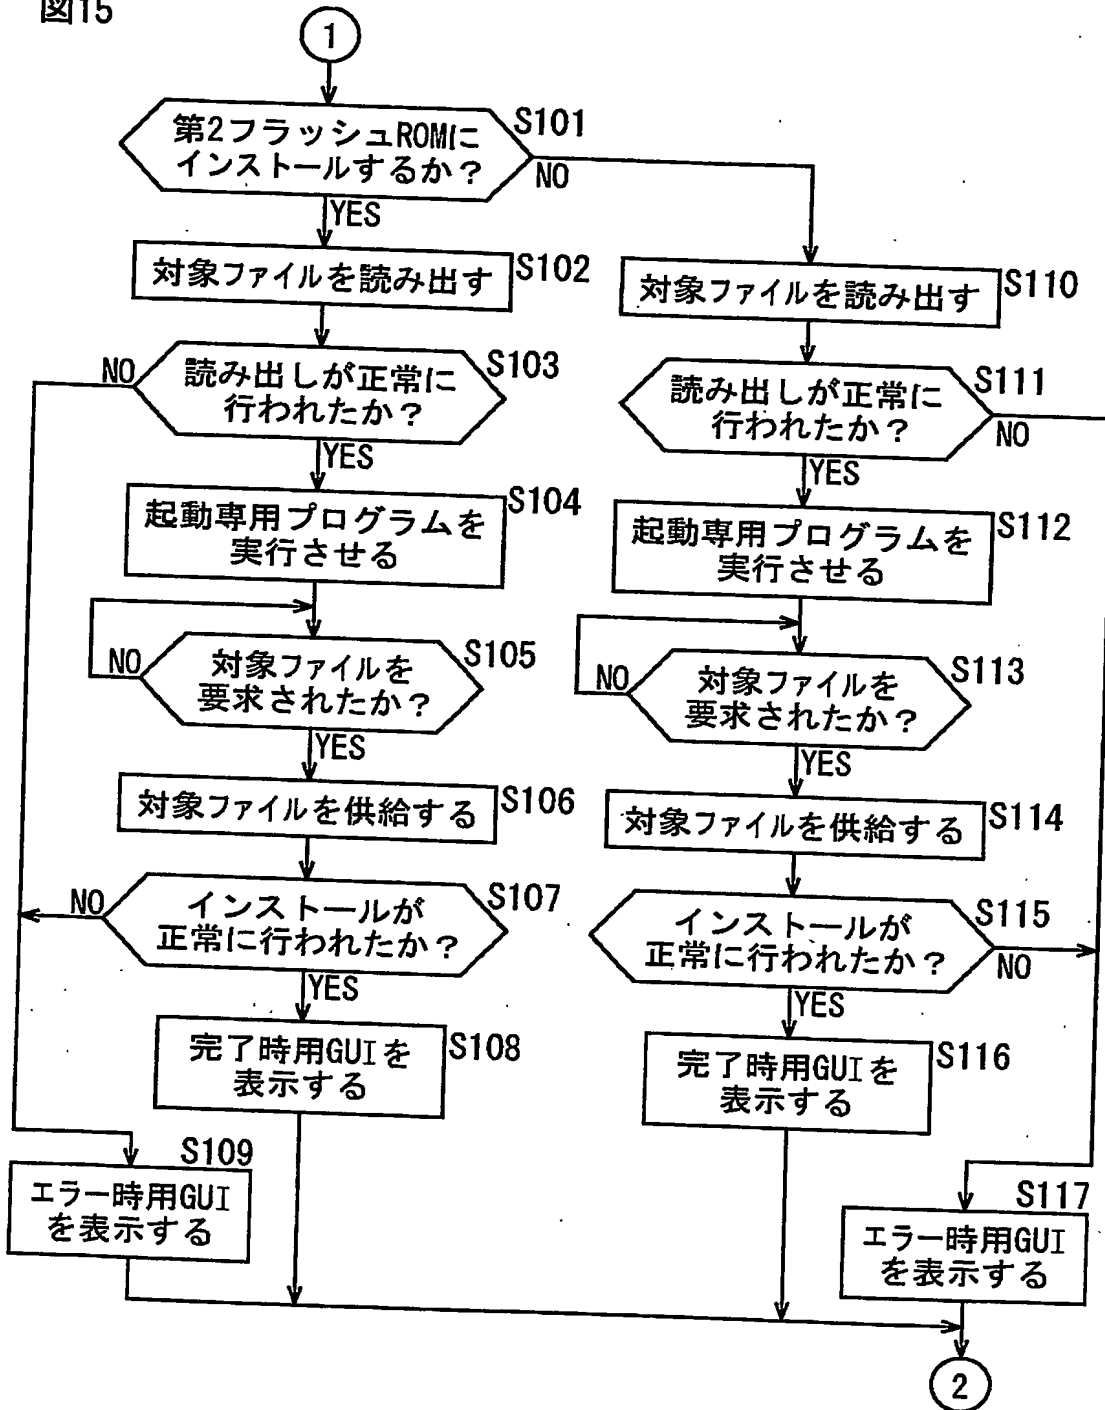 図15
1
第2フラッシュROMに
インストールするか？
S101
NO
YES
対象ファイルを読み出す
S102
読み出しが正常に
行われたか？
S103
NO
YES
起動専用プログラムを
実行させる
S104
対象ファイルを
要求されたか？
S105
NO
YES
対象ファイルを供給する
S106
インストールが
正常に行われたか？
S107
NO
YES
完了時用GUIを
表示する
S108
S109
エラー時用GUI
を表示する
対象ファイルを読み出す
S110
読み出しが正常に
行われたか？
S111
NO
YES
起動専用プログラムを
実行させる
S112
対象ファイルを
要求されたか？
S113
NO
YES
対象ファイルを供給する
S114
インストールが
正常に行われたか？
S115
NO
YES
完了時用GUIを
表示する
S116
S117
エラー時用GUI
を表示する
2